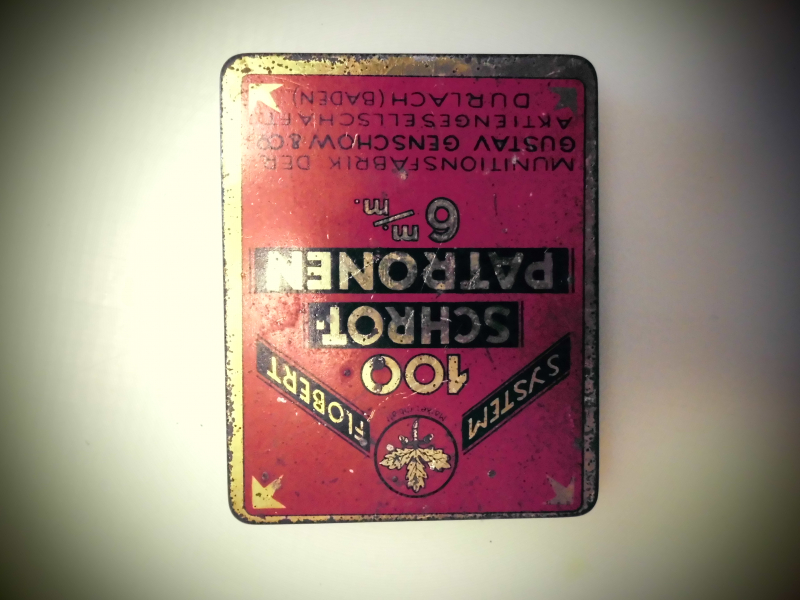 SYSTEM FLOBERT
100
SCHROT-
PATRONEN
6 m/m.
MUNITIONSFABRIK DER
GUSTAV GENSCHOW & Co.
AKTIENGESELLSCHAFT
DURLACH (BADEN)